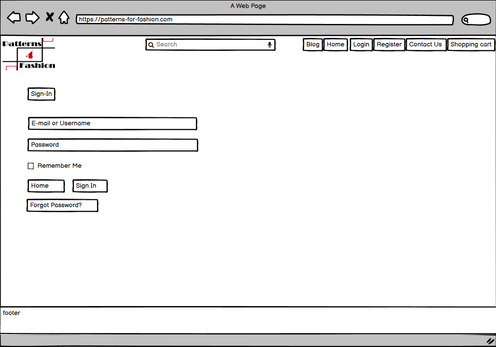 A Web Page
https://patterns-for-fashion.com
Patterns
4
Fashion
Search
Blog Home Login Register Contact Us Shopping cart
Sign-In
E-mail or Username
Password
Remember Me
Home Sign In
Forgot Password?
footer